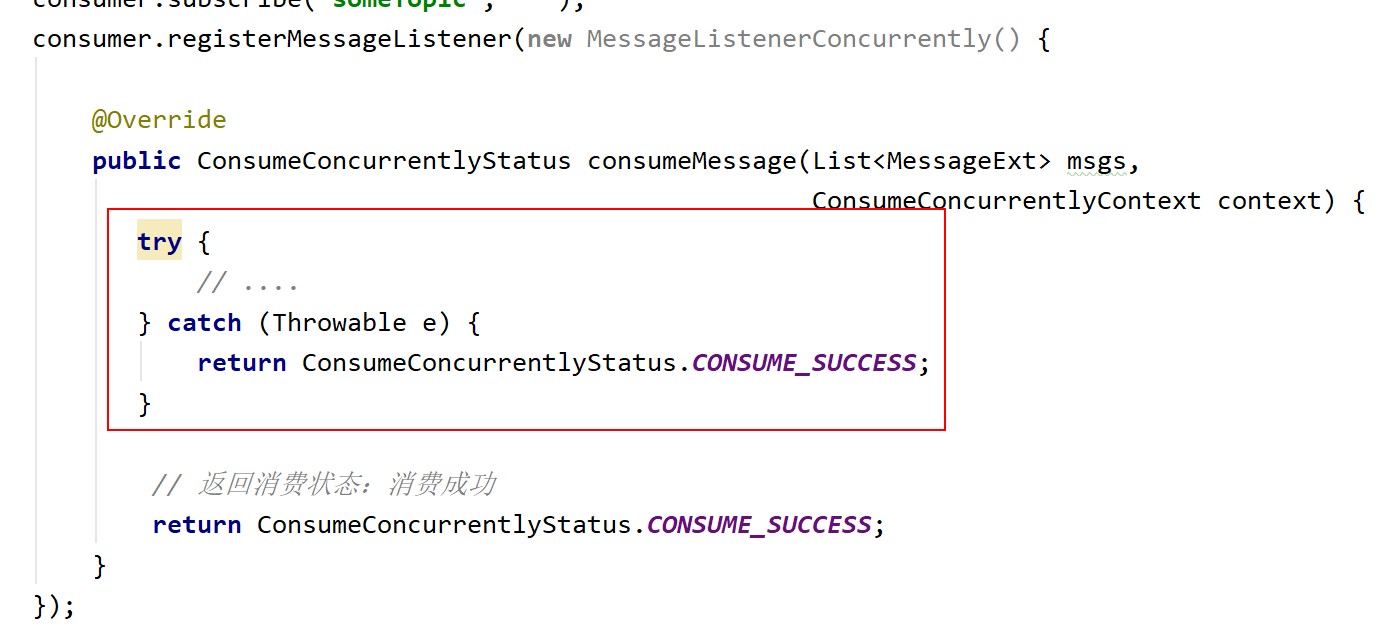 consumer.subscribe("someTopic",
consumer.registerMessageListener(new MessageListenerConcurrently() {
@Override
public ConsumeConcurrentlyStatus consumeMessage(List<MessageExt> msgs,
ConsumeConcurrentlyContext context) {
try {
// ....
} catch (Throwable e) {
return ConsumeConcurrentlyStatus.CONSUME_SUCCESS;
}
// 返回消费状态：消费成功
return ConsumeConcurrentlyStatus.CONSUME_SUCCESS;
}
});